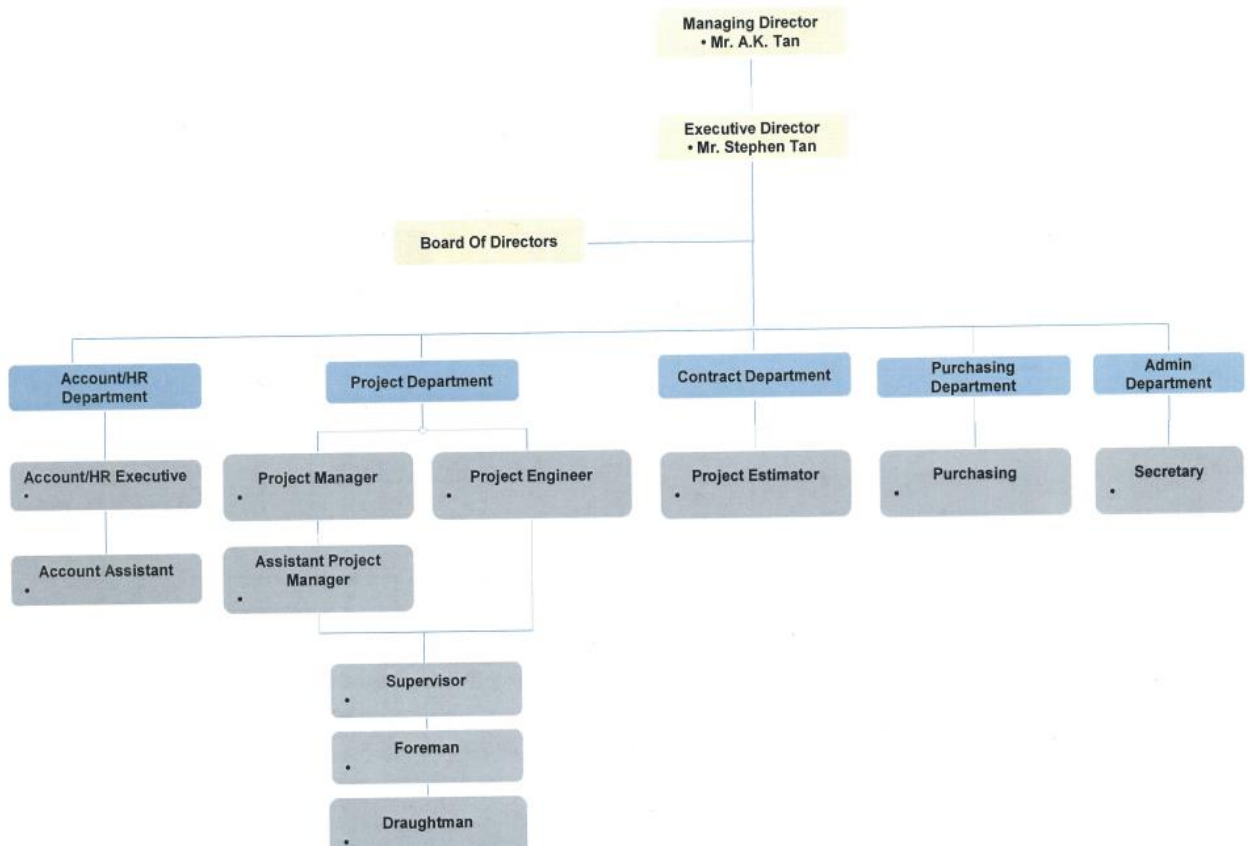 Managing Director
• Mr. A.K. Tan
Executive Director
• Mr. Stephen Tan
Board Of Directors
Account/HR
Department
Project Department
Contract Department
Purchasing
Department
Admin
Department
Account/HR Executive
•
Project Manager
•
Project Engineer
•
Project Estimator
•
Purchasing
•
Secretary
•
Account Assistant
•
Assistant Project
Manager
•
Supervisor
•
Foreman
•
Draughtman
•